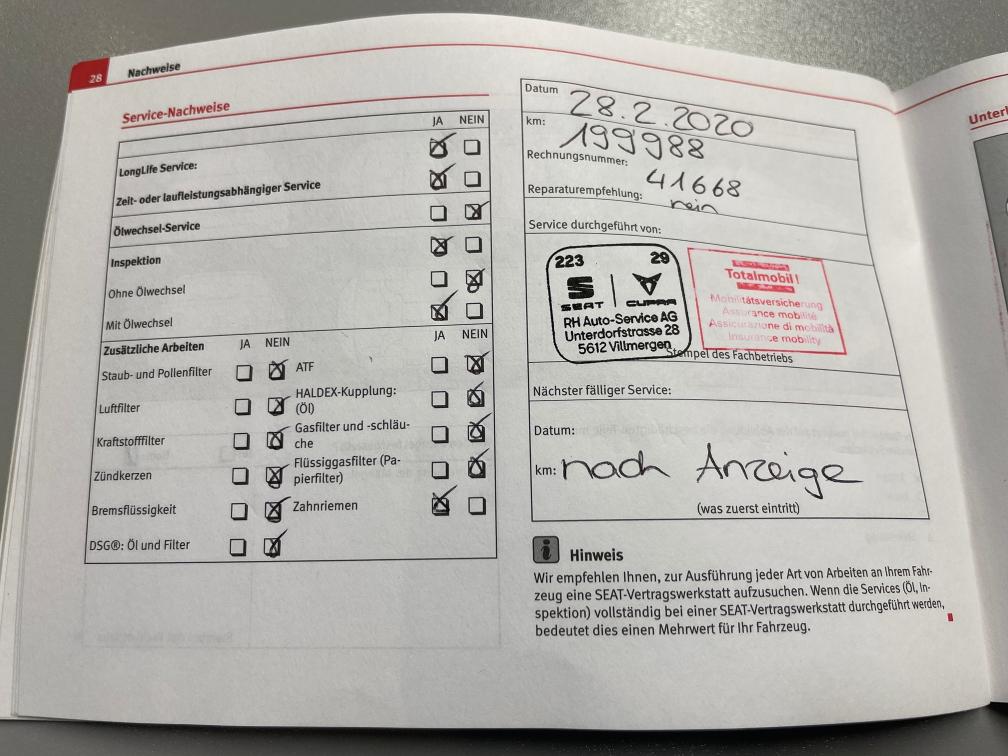 28 Nachweise
Service-Nachweise
JA NEIN
LongLife Service:
Zeit- oder laufleistungsabhängiger Service
Ölwechsel-Service
Inspektion
Ohne Ölwechsel
Mit Ölwechsel
Zusätzliche Arbeiten JA NEIN JA NEIN
Staub- und Pollenfilter ATF
Luftfilter HALDEX-Kupplung:
(Öl)
Kraftstofffilter Gasfilter und -schläu-
che
Zündkerzen Flüssiggasfilter (Pa-
pierfilter)
Bremsflüssigkeit Zahnriemen
DSG®: Öl und Filter
Datum 28.2.2020
km: 199988
Rechnungsnummer: 41668
Reparaturempfehlung: nein
Service durchgeführt von:
223 29
SEAT CUPRA
RH Auto-Service AG
Unterdorfstrasse 28
5612 Villmergen
Totalmobil!
Mobilitätsversicherung
Assurance mobilité
Assicurazione di mobilità
Insurance mobility
Stempel des Fachbetriebs
Nächster fälliger Service:
Datum:
km: nach Anzeige
(was zuerst eintritt)
i Hinweis
Wir empfehlen Ihnen, zur Ausführung jeder Art von Arbeiten an Ihrem Fahr-
zeug eine SEAT-Vertragswerkstatt aufzusuchen. Wenn die Services (Öl, In-
spektion) vollständig bei einer SEAT-Vertragswerkstatt durchgeführt werden,
bedeutet dies einen Mehrwert für Ihr Fahrzeug.